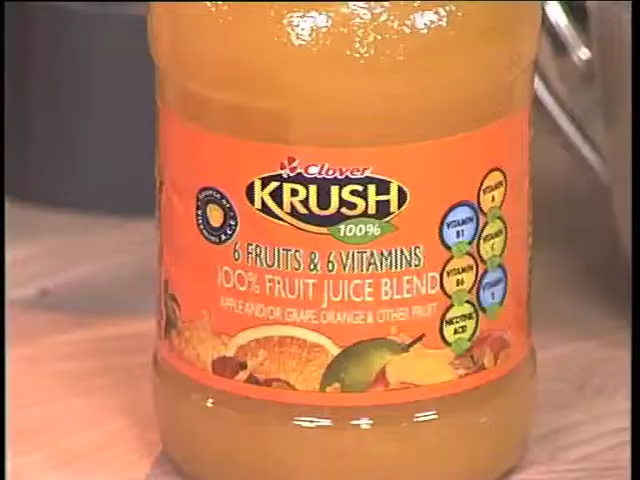 Clover
KRUSH
100%
6 FRUITS & 6 VITAMINS
100% FRUIT JUICE BLEND
APPLE AND/OR GRAPE, ORANGE & OTHER FRUIT
VITAMIN A
VITAMIN B1
VITAMIN C
VITAMIN B6
VITAMIN E
NICOTINIC ACID